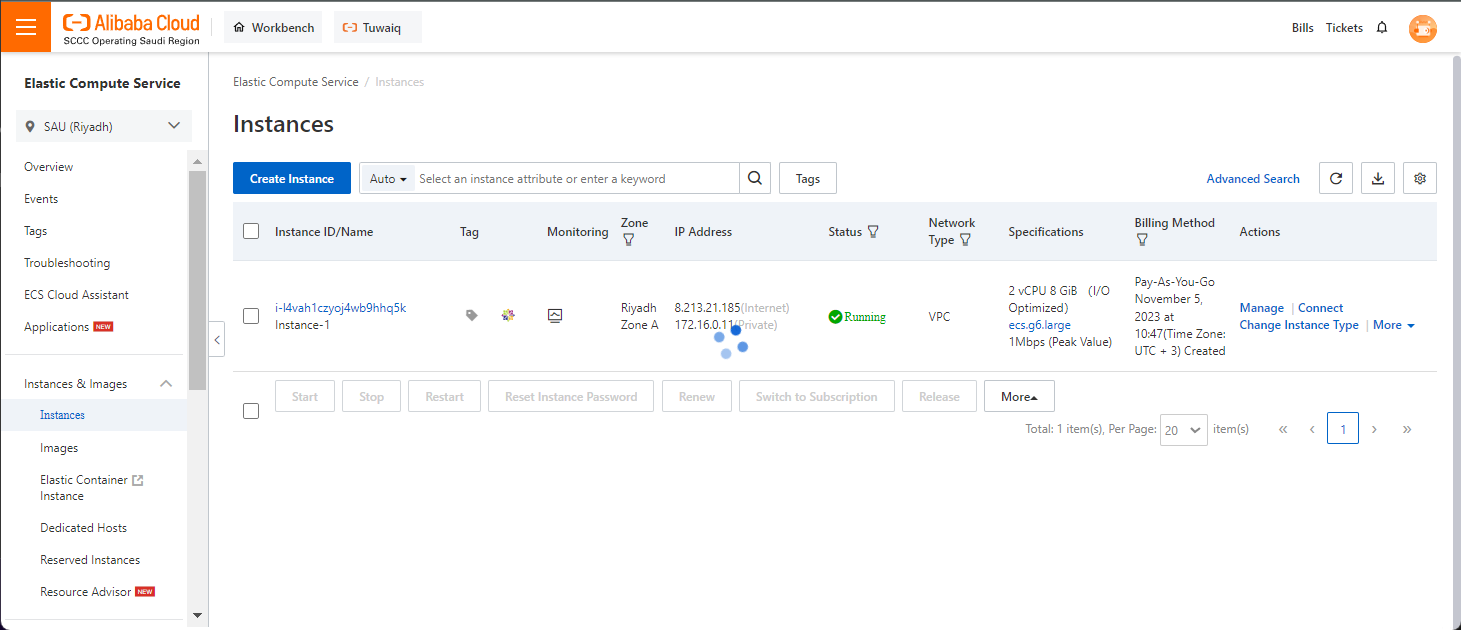 Alibaba Cloud
SCCC Operating Saudi Region
Workbench
Tuwaiq
Bills
Tickets
Elastic Compute Service
SAU (Riyadh)
Overview
Events
Tags
Troubleshooting
ECS Cloud Assistant
Applications NEW
Instances & Images
Instances
Images
Elastic Container
Instance
Dedicated Hosts
Reserved Instances
Resource Advisor NEW
Elastic Compute Service / Instances
Instances
Create Instance
Auto
Select an instance attribute or enter a keyword
Tags
Advanced Search
Instance ID/Name
Tag
Monitoring
Zone
IP Address
Status
Network
Type
Specifications
Billing Method
Actions
i-l4vah1czyoj4wb9hhq5k
Instance-1
Riyadh
Zone A
8.213.21.185(Internet)
172.16.0.11(Private)
Running
VPC
2 vCPU 8 GiB (I/O
Optimized)
ecs.g6.large
1Mbps (Peak Value)
Pay-As-You-Go
November 5,
2023 at
10:47(Time Zone:
UTC + 3) Created
Manage | Connect
Change Instance Type | More
Start
Stop
Restart
Reset Instance Password
Renew
Switch to Subscription
Release
More
Total: 1 item(s), Per Page: 20 item(s)
« ‹ 1 › »